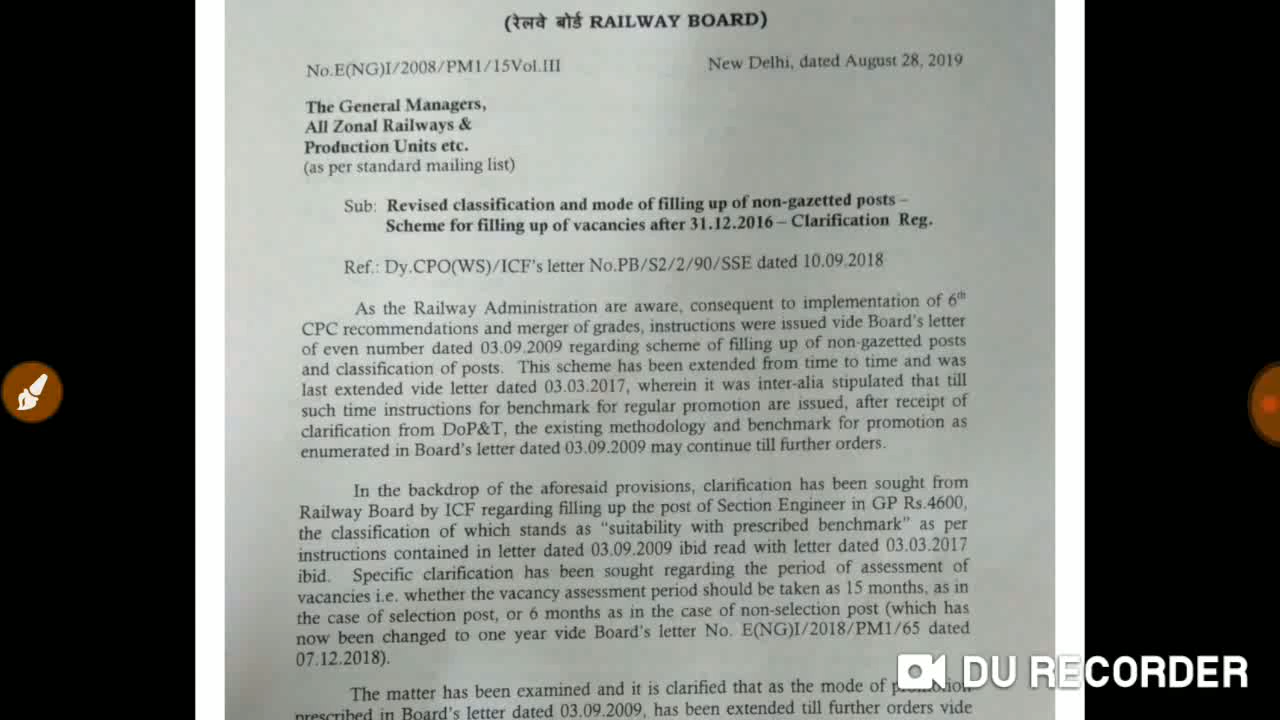 (रेलवे बोर्ड RAILWAY BOARD)
No.E(NG)I/2008/PM1/15Vol.III New Delhi, dated August 28, 2019
The General Managers,
All Zonal Railways &
Production Units etc.
(as per standard mailing list)
Sub: Revised classification and mode of filling up of non-gazetted posts –
Scheme for filling up of vacancies after 31.12.2016 – Clarification Reg.
Ref.: Dy.CPO(WS)/ICF's letter No.PB/S2/2/90/SSE dated 10.09.2018
As the Railway Administration are aware, consequent to implementation of 6th
CPC recommendations and merger of grades, instructions were issued vide Board's letter
of even number dated 03.09.2009 regarding scheme of filling up of non-gazetted posts
and classification of posts. This scheme has been extended from time to time and was
last extended vide letter dated 03.03.2017, wherein it was inter-alia stipulated that till
such time instructions for benchmark for regular promotion are issued, after receipt of
clarification from DoP&T, the existing methodology and benchmark for promotion as
enumerated in Board's letter dated 03.09.2009 may continue till further orders.
In the backdrop of the aforesaid provisions, clarification has been sought from
Railway Board by ICF regarding filling up the post of Section Engineer in GP Rs.4600,
the classification of which stands as "suitability with prescribed benchmark" as per
instructions contained in letter dated 03.09.2009 ibid read with letter dated 03.03.2017
ibid. Specific clarification has been sought regarding the period of assessment of
vacancies i.e. whether the vacancy assessment period should be taken as 15 months, as in
the case of selection post, or 6 months as in the case of non-selection post (which has
now been changed to one year vide Board's letter No. E(NG)I/2018/PM1/65 dated
07.12.2018).
DU RECORDER
The matter has been examined and it is clarified that as the mode of promotion
prescribed in Board's letter dated 03.09.2009, has been extended till further orders vide